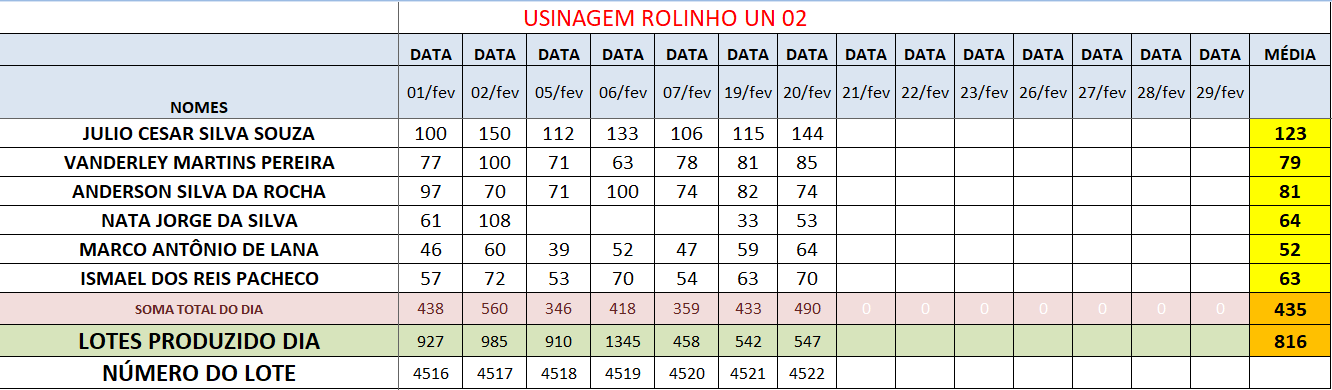 USINAGEM ROLINHO UN 02
DATA DATA DATA DATA DATA DATA DATA DATA DATA DATA DATA DATA DATA DATA MÉDIA
NOMES 01/fev 02/fev 05/fev 06/fev 07/fev 19/fev 20/fev 21/fev 22/fev 23/fev 26/fev 27/fev 28/fev 29/fev
JULIO CESAR SILVA SOUZA 100 150 112 133 106 115 144 123
VANDERLEY MARTINS PEREIRA 77 100 71 63 78 81 85 79
ANDERSON SILVA DA ROCHA 97 70 71 100 74 82 74 81
NATA JORGE DA SILVA 61 108 33 53 64
MARCO ANTÔNIO DE LANA 46 60 39 52 47 59 64 52
ISMAEL DOS REIS PACHECO 57 72 53 70 54 63 70 63
SOMA TOTAL DO DIA 438 560 346 418 359 433 490 0 0 0 0 0 0 0 435
LOTES PRODUZIDO DIA 927 985 910 1345 458 542 547 816
NÚMERO DO LOTE 4516 4517 4518 4519 4520 4521 4522